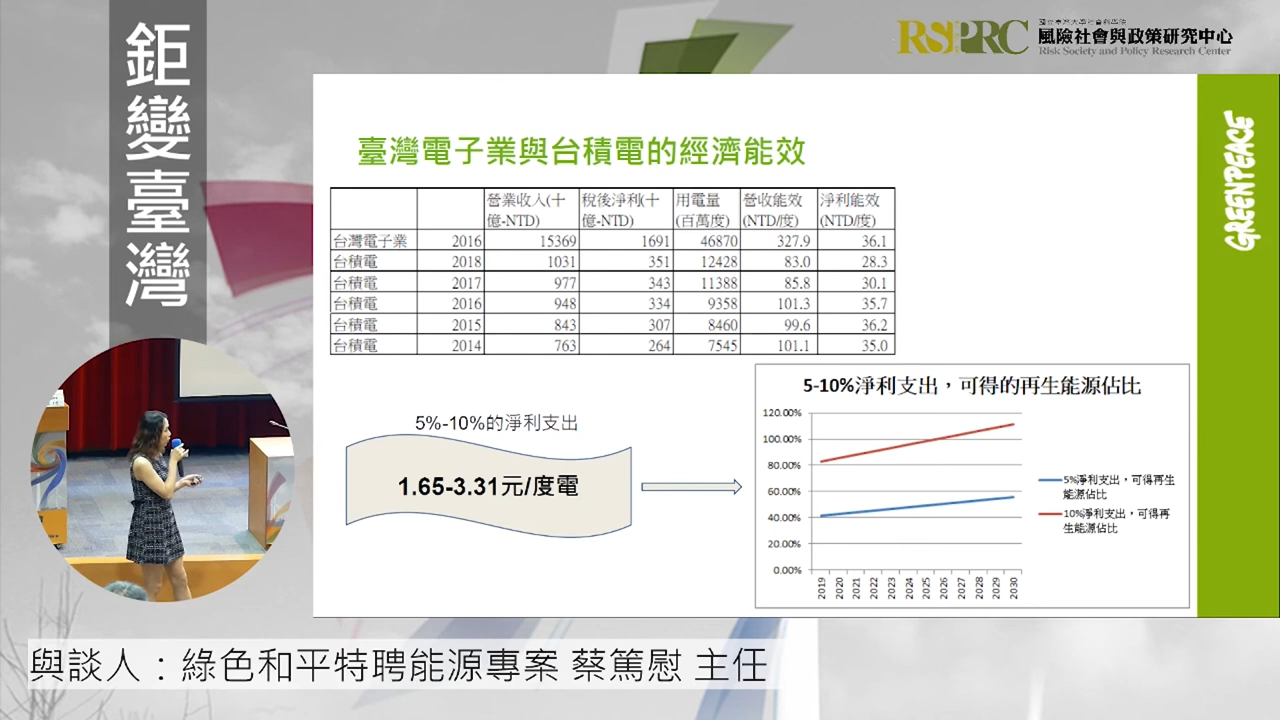 鉅變臺灣
RSPRC
風險社會與政策研究中心
Risk Society and Policy Research Center
GREENPEACE
臺灣電子業與台積電的經濟能效
營業收入(十億-NTD) 稅後淨利(十億-NTD) 用電量(百萬度) 營收能效(NTD/度) 淨利能效(NTD/度)
台灣電子業 2016 15369 1691 46870 327.9 36.1
台積電 2018 1031 351 12428 83.0 28.3
台積電 2017 977 343 11388 85.8 30.1
台積電 2016 948 334 9358 101.3 35.7
台積電 2015 843 307 8460 99.6 36.2
台積電 2014 763 264 7545 101.1 35.0
5%-10%的淨利支出
1.65-3.31元/度電
5-10%淨利支出，可得的再生能源佔比
120.00%
100.00%
80.00%
60.00%
40.00%
20.00%
0.00%
2019 2020 2021 2022 2023 2024 2025 2026 2027 2028 2029 2030
5%淨利支出，可得再生
能源佔比
10%淨利支出，可得再
生能源佔比
與談人：綠色和平特聘能源專案 蔡篤慰 主任